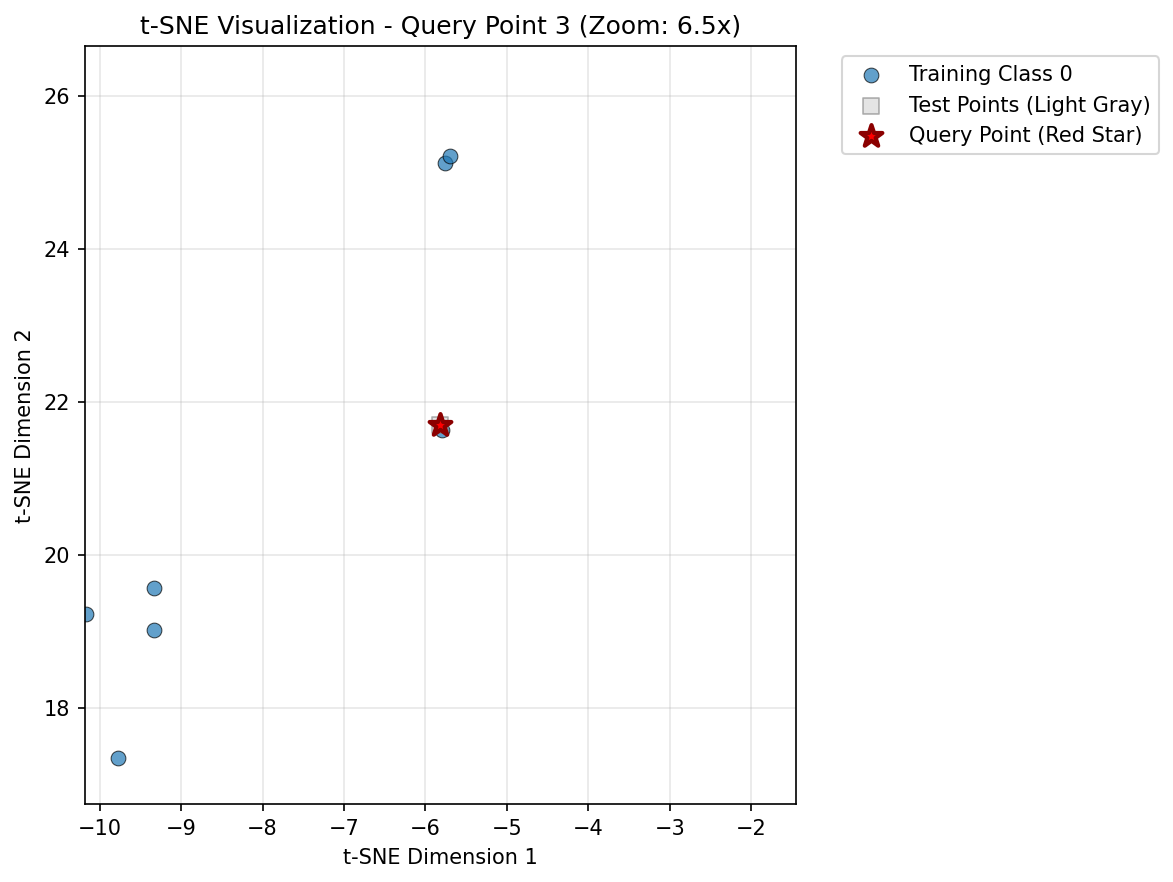 t-SNE Visualization - Query Point 3 (Zoom: 6.5x)
Training Class 0
Test Points (Light Gray)
Query Point (Red Star)
t-SNE Dimension 2
26
24
22
20
18
−10
−9
−8
−7
−6
−5
−4
−3
−2
t-SNE Dimension 1